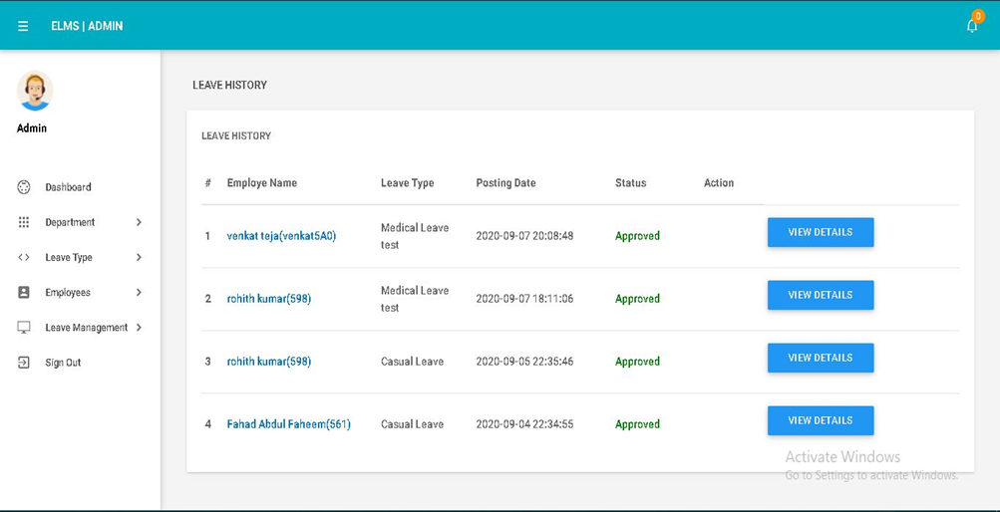 ELMS | ADMIN
0
Admin
Dashboard
Department
Leave Type
Employees
Leave Management
Sign Out
LEAVE HISTORY
LEAVE HISTORY
# Employe Name Leave Type Posting Date Status Action
1 venkat teja(venkat5A0) Medical Leave test 2020-09-07 20:08:48 Approved VIEW DETAILS
2 rohith kumar(598) Medical Leave test 2020-09-07 18:11:06 Approved VIEW DETAILS
3 rohith kumar(598) Casual Leave 2020-09-05 22:35:46 Approved VIEW DETAILS
4 Fahad Abdul Faheem(561) Casual Leave 2020-09-04 22:34:55 Approved VIEW DETAILS
Activate Windows
Go to Settings to activate Windows.